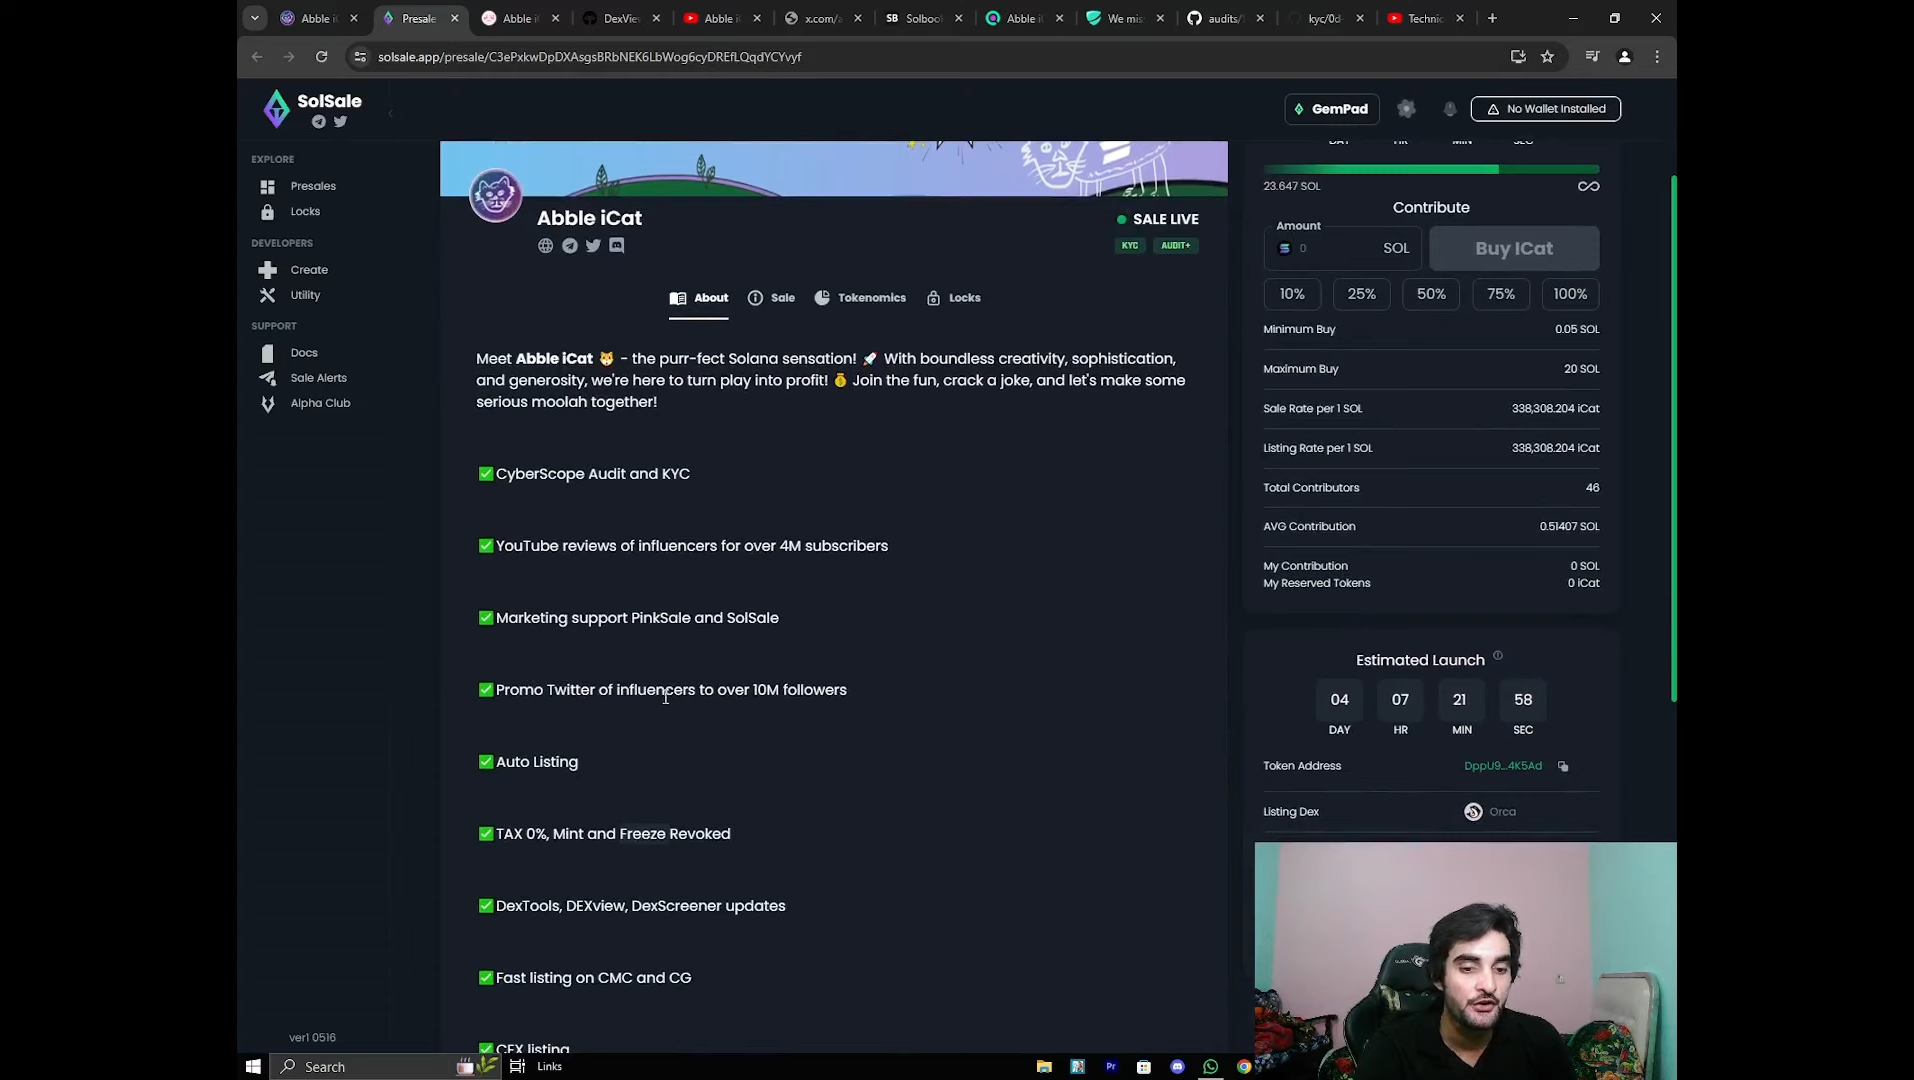 Abble i
Presale
Abble i
DexView
Abble i
x.com/a
Solbook
Abble i
We mis
audits/
kyc/0d-
Technic
solsale.app/presale/C3ePxkwDpDXAsgsBRbNEK6LbWog6cyDREfLQqdYCYvyf
SolSale
GemPad
No Wallet Installed
EXPLORE
Presales
Locks
DEVELOPERS
Create
Utility
SUPPORT
Docs
Sale Alerts
Alpha Club
ver1 0516
Abble iCat
SALE LIVE
KYC
AUDIT+
About
Sale
Tokenomics
Locks
Meet Abble iCat 🐱 - the purr-fect Solana sensation! 🚀 With boundless creativity, sophistication,
and generosity, we're here to turn play into profit! 💰 Join the fun, crack a joke, and let's make some
serious moolah together!
✅CyberScope Audit and KYC
✅YouTube reviews of influencers for over 4M subscribers
✅Marketing support PinkSale and SolSale
✅Promo Twitter of influencers to over 10M followers
✅Auto Listing
✅TAX 0%, Mint and Freeze Revoked
✅DexTools, DEXview, DexScreener updates
✅Fast listing on CMC and CG
✅CEX listing
DAY HR MIN SEC
23.647 SOL
Contribute
Amount
0 SOL
Buy ICat
10% 25% 50% 75% 100%
Minimum Buy 0.05 SOL
Maximum Buy 20 SOL
Sale Rate per 1 SOL 338,308.204 iCat
Listing Rate per 1 SOL 338,308.204 iCat
Total Contributors 46
AVG Contribution 0.51407 SOL
My Contribution 0 SOL
My Reserved Tokens 0 iCat
Estimated Launch
04 07 21 58
DAY HR MIN SEC
Token Address DppU9...4K5Ad
Listing Dex Orca
Search
Links